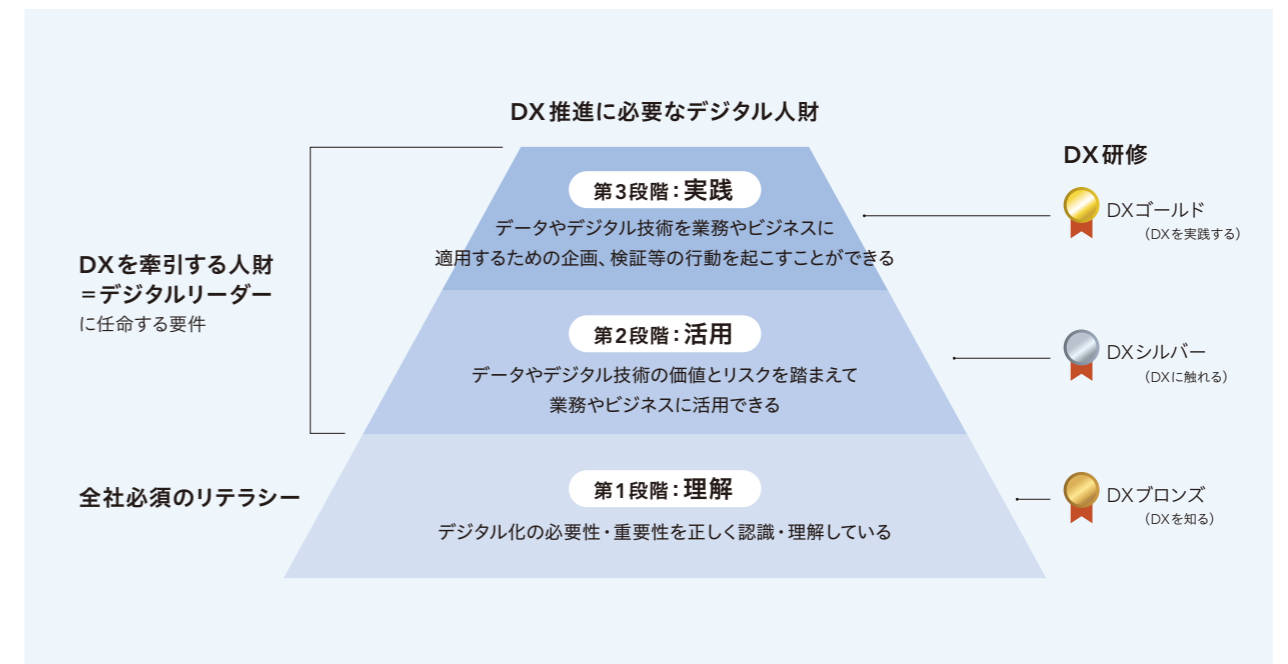 DX推進に必要なデジタル人財
DXを牽引する人財
=デジタルリーダー
に任命する要件
全社必須のリテラシー
第3段階：実践
データやデジタル技術を業務やビジネスに
適用するための企画、検証等の行動を起こすことができる
第2段階：活用
データやデジタル技術の価値とリスクを踏まえて
業務やビジネスに活用できる
第1段階：理解
デジタル化の必要性・重要性を正しく認識・理解している
DX研修
DXゴールド
（DXを実践する）
DXシルバー
（DXに触れる）
DXブロンズ
（DXを知る）